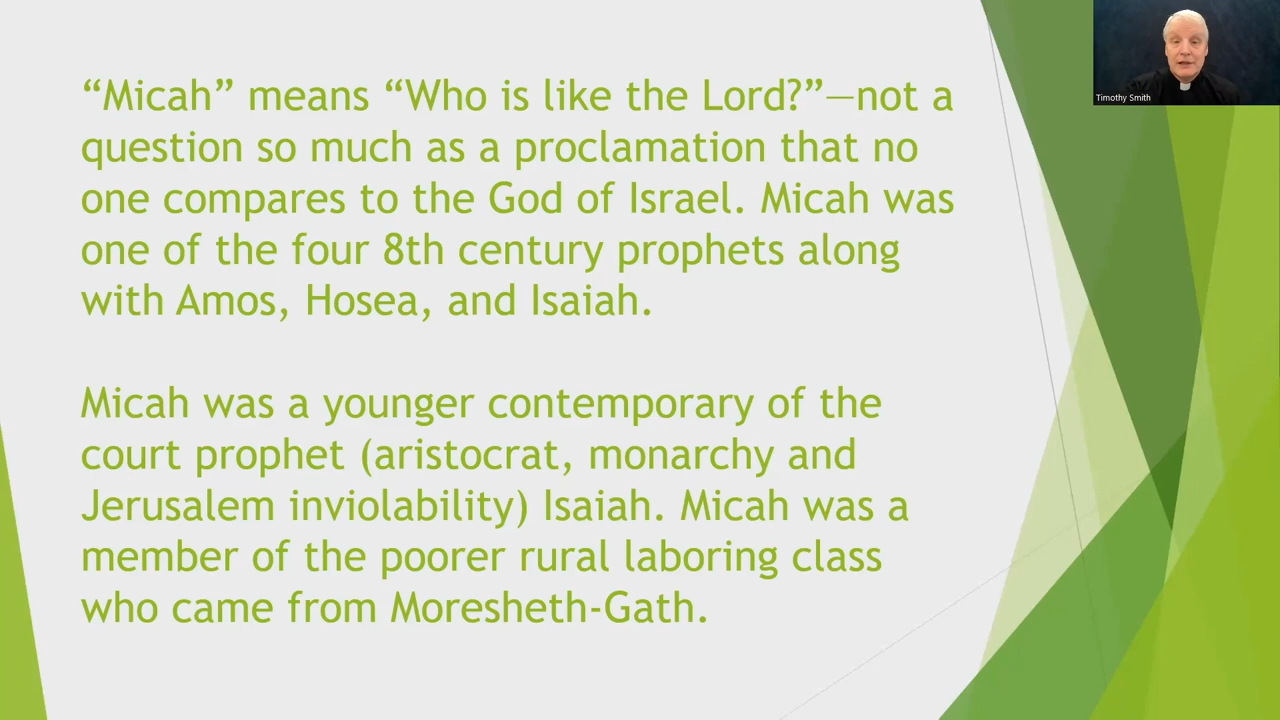 “Micah” means “Who is like the Lord?”—not a
question so much as a proclamation that no
one compares to the God of Israel. Micah was
one of the four 8th century prophets along
with Amos, Hosea, and Isaiah.
Micah was a younger contemporary of the
court prophet (aristocrat, monarchy and
Jerusalem inviolability) Isaiah. Micah was a
member of the poorer rural laboring class
who came from Moresheth-Gath.
Timothy Smith